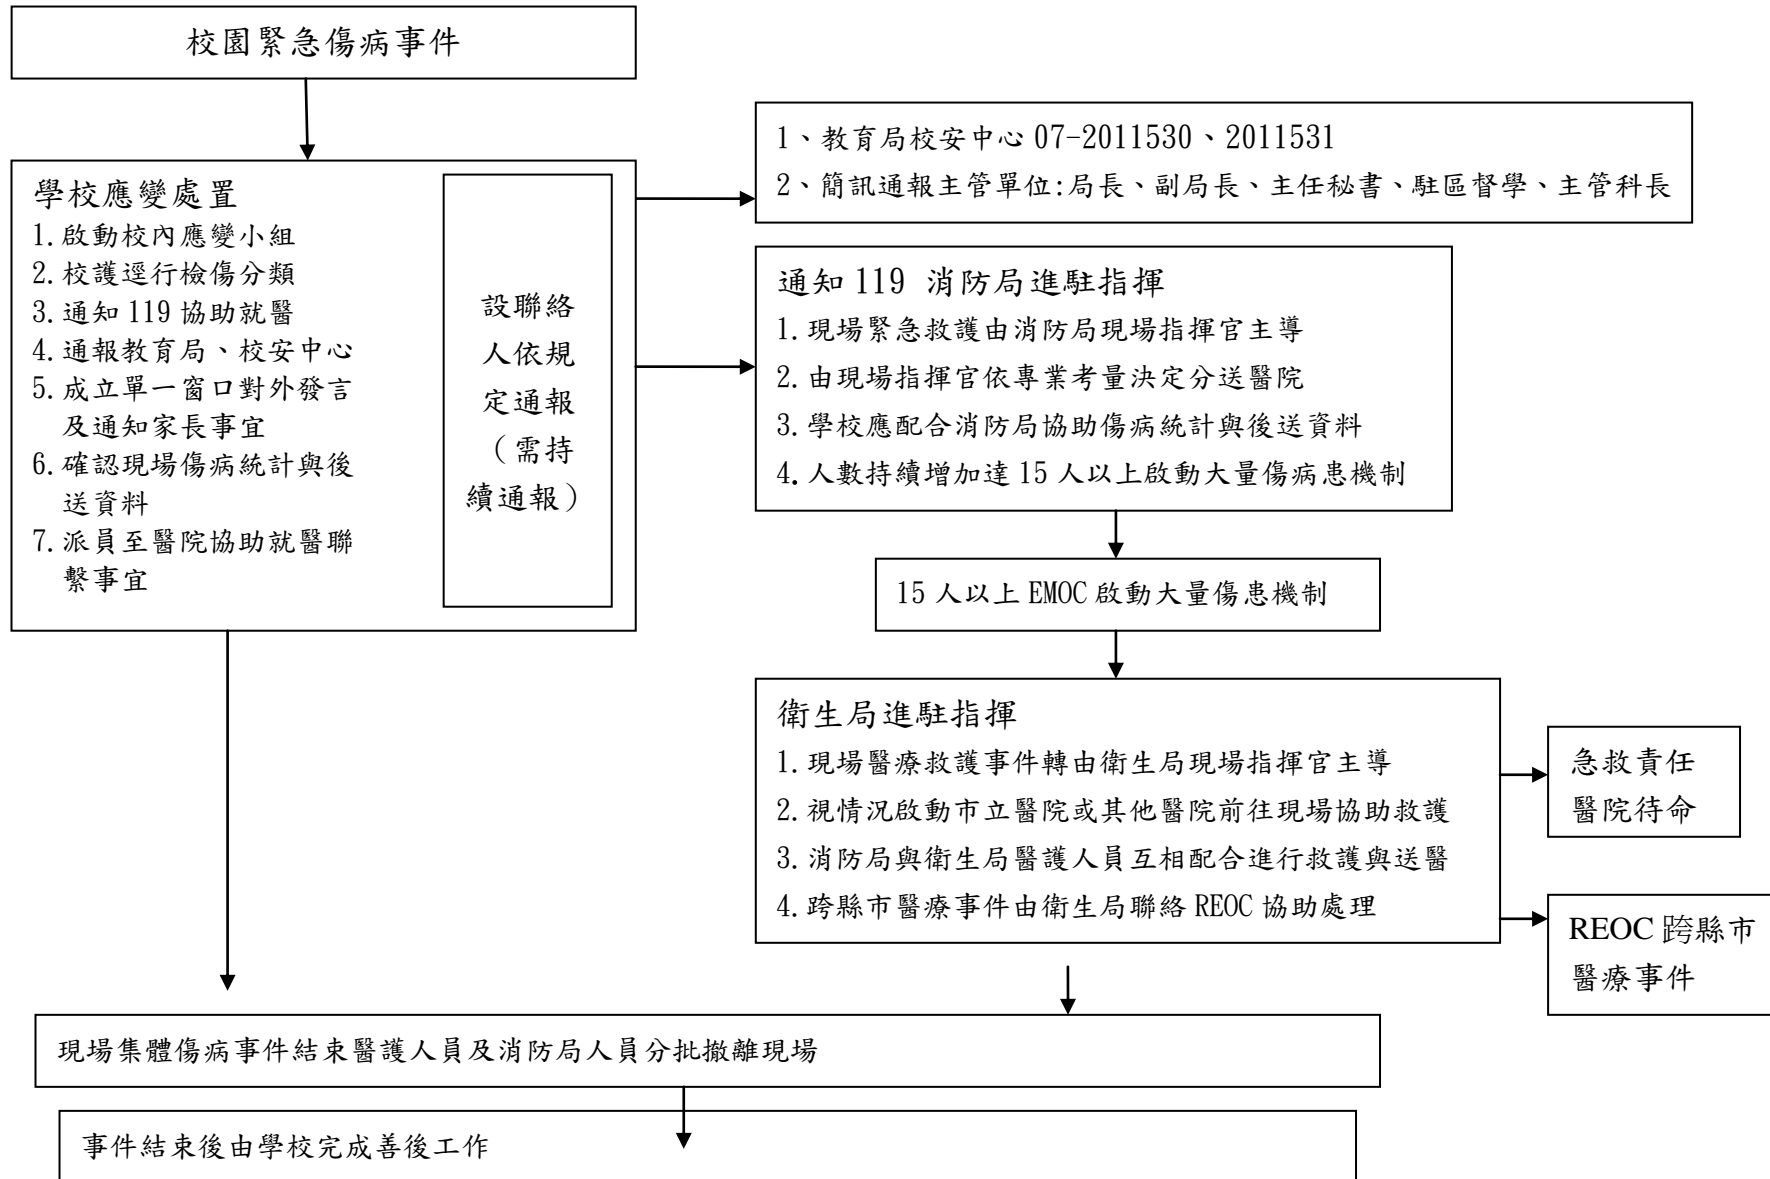 校園緊急傷病事件
學校應變處置
1.啟動校內應變小組
2.校護逕行檢傷分類
3.通知119協助就醫
4.通報教育局、校安中心
5.成立單一窗口對外發言
及通知家長事宜
6.確認現場傷病統計與後
送資料
7.派員至醫院協助就醫聯
繫事宜
設聯絡
人依規
定通報
（需持
續通報）
1、教育局校安中心 07-2011530、2011531
2、簡訊通報主管單位:局長、副局長、主任秘書、駐區督學、主管科長
通知119 消防局進駐指揮
1.現場緊急救護由消防局現場指揮官主導
2.由現場指揮官依專業考量決定分送醫院
3.學校應配合消防局協助傷病統計與後送資料
4.人數持續增加達15人以上啟動大量傷病患機制
15人以上EMOC啟動大量傷患機制
衛生局進駐指揮
1.現場醫療救護事件轉由衛生局現場指揮官主導
2.視情況啟動市立醫院或其他醫院前往現場協助救護
3.消防局與衛生局醫護人員互相配合進行救護與送醫
4.跨縣市醫療事件由衛生局聯絡REOC協助處理
急救責任
醫院待命
REOC 跨縣市
醫療事件
現場集體傷病事件結束醫護人員及消防局人員分批撤離現場
事件結束後由學校完成善後工作